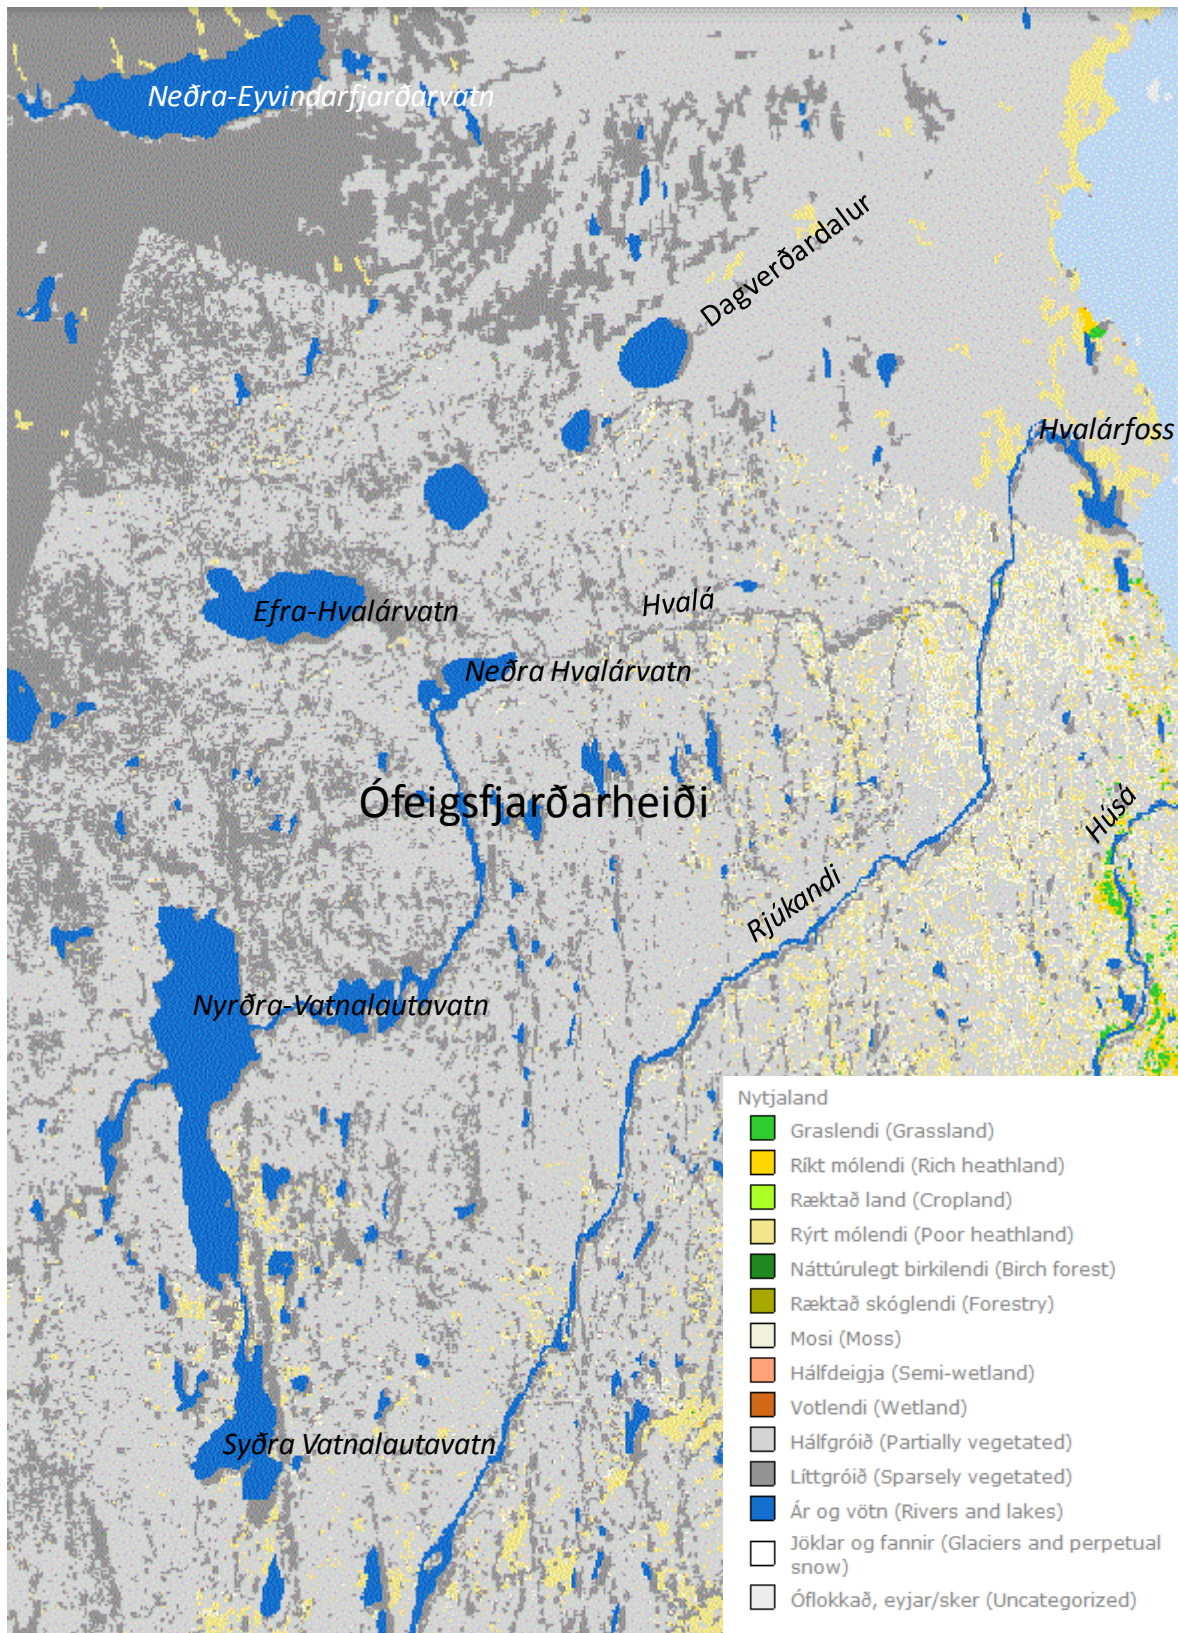 Neðra-Eyvindarfjarðarvatn
Dagverðardalur
Hvalárfoss
Efra-Hvalárvatn
Hvalá
Neðra Hvalárvatn
Ófeigsfjarðarheiði
Húsá
Rjúkandi
Nyrðra-Vatnalautavatn
Syðra Vatnalautavatn
Nytjaland
Graslendi (Grassland)
Ríkt mólendi (Rich heathland)
Ræktað land (Cropland)
Rýrt mólendi (Poor heathland)
Náttúrulegt birkilendi (Birch forest)
Ræktað skóglendi (Forestry)
Mosi (Moss)
Hálfdeigja (Semi-wetland)
Votlendi (Wetland)
Hálfgróið (Partially vegetated)
Líttgróið (Sparsely vegetated)
Ár og vötn (Rivers and lakes)
Jöklar og fannir (Glaciers and perpetual
snow)
Óflokkað, eyjar/sker (Uncategorized)